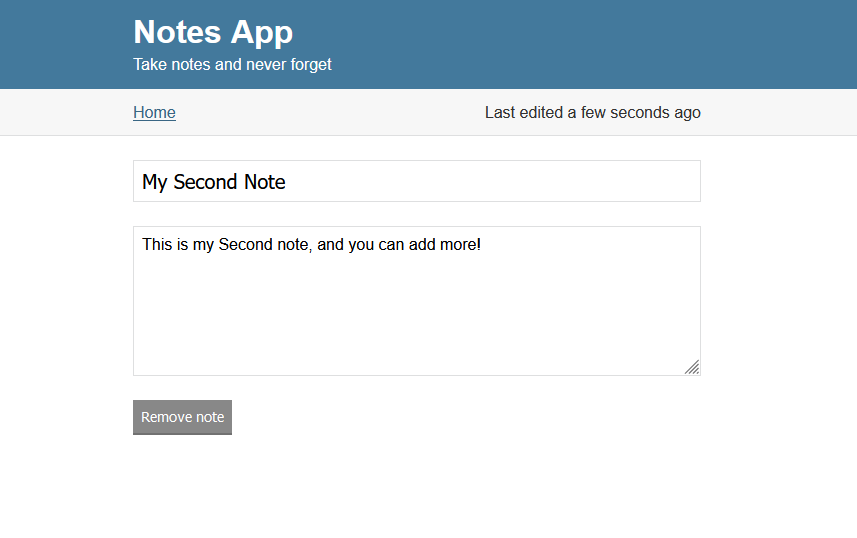 Notes App
Take notes and never forget
Home
Last edited a few seconds ago
My Second Note
This is my Second note, and you can add more!
Remove note